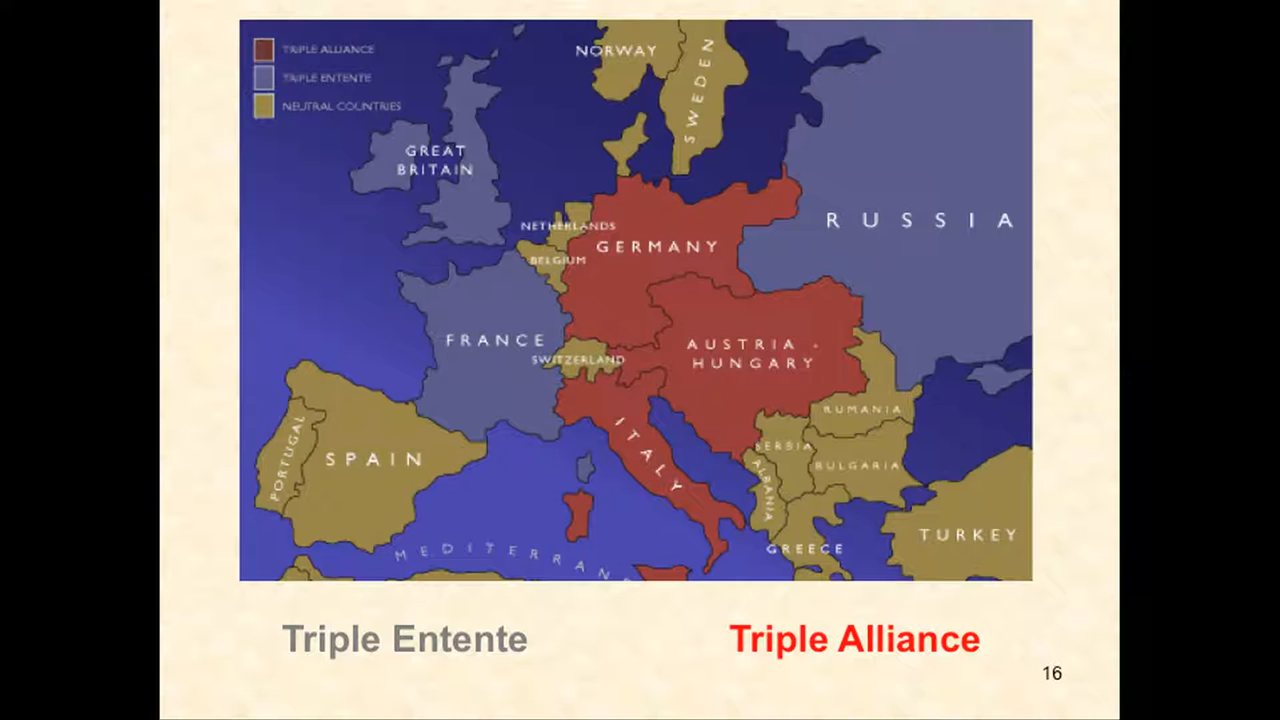 TRIPLE ALLIANCE
TRIPLE ENTENTE
NEUTRAL COUNTRIES
NORWAY
SWEDEN
GREAT
BRITAIN
RUSSIA
NETHERLANDS
GERMANY
BELGIUM
FRANCE
SWITZERLAND
AUSTRIA -
HUNGARY
ITALY
RUMANIA
SERBIA
BULGARIA
ALBANIA
PORTUGAL
SPAIN
GREECE
TURKEY
MEDITERRANE
Triple Entente
Triple Alliance
16